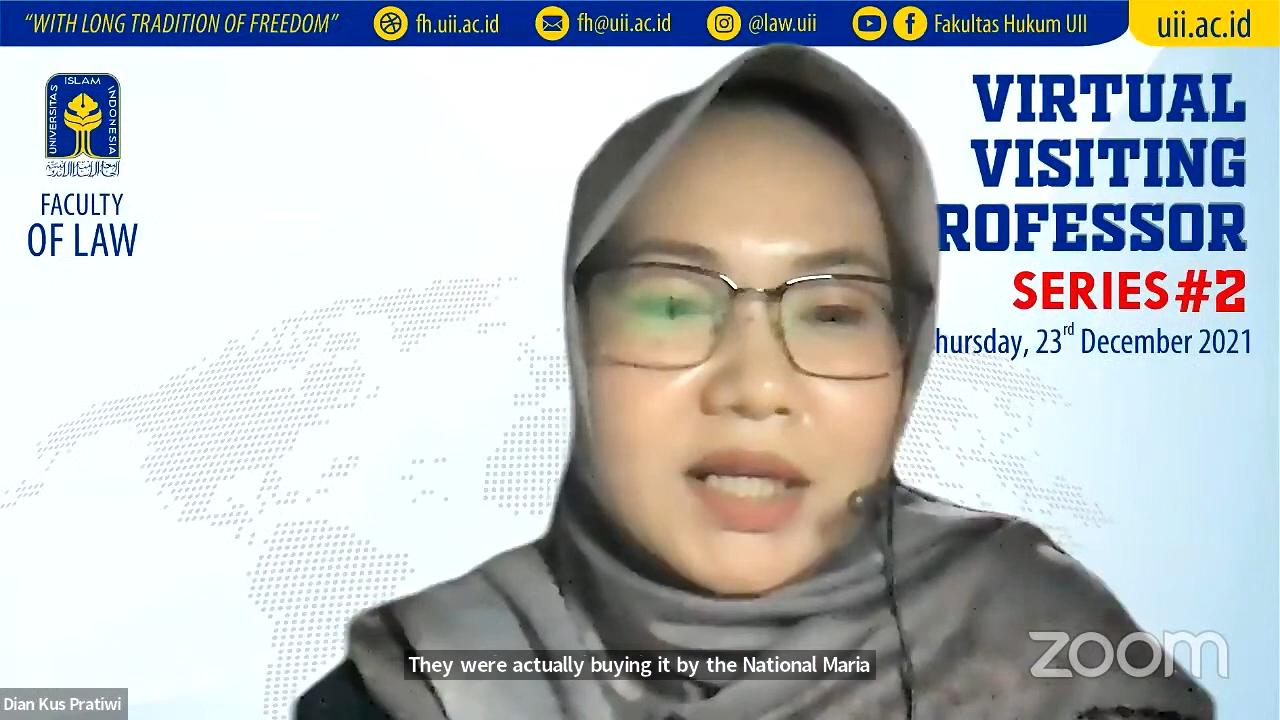 “WITH LONG TRADITION OF FREEDOM”
fh.uii.ac.id
fh@uii.ac.id
@law.uii
Fakultas Hukum UII
uii.ac.id
UNIVERSITAS ISLAM INDONESIA
FACULTY
OF LAW
VIRTUAL
VISITING
ROFESSOR
SERIES #2
hursday, 23rd December 2021
They were actually buying it by the National Maria
zoom
Dian Kus Pratiwi